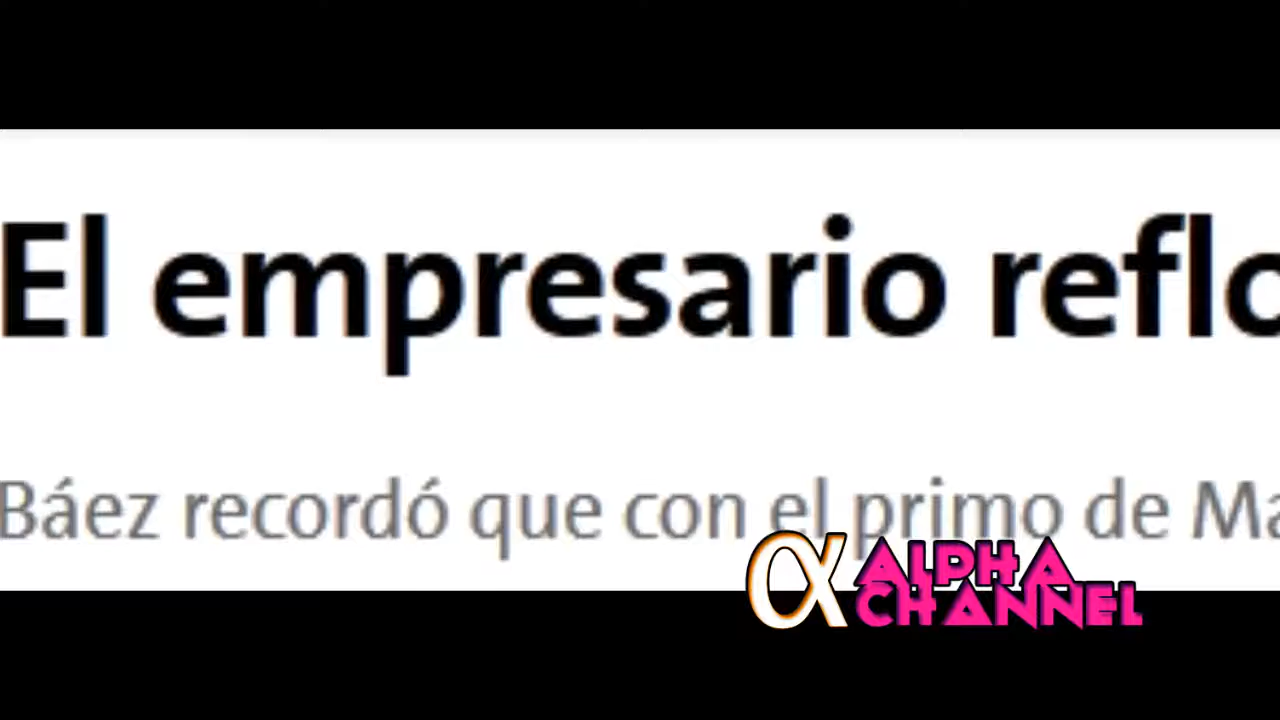 El empresario reflo
Báez recordó que con el primo de Ma
α ALPHA
CHANNEL